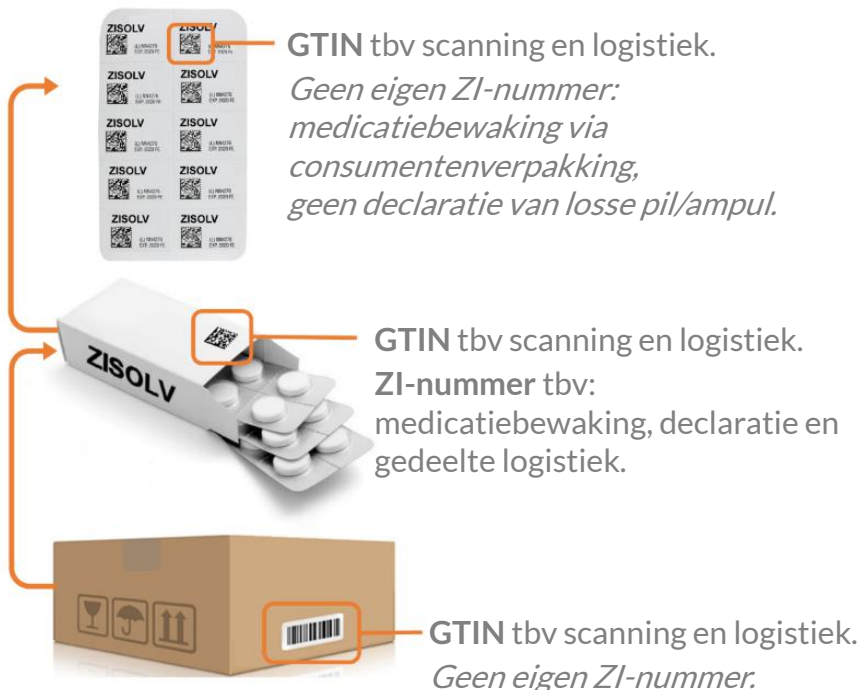 ZISOLV ZISOLV
GTIN tbv scanning en logistiek.
Geen eigen ZI-nummer:
medicatiebewaking via
consumentenverpakking,
geen declaratie van losse pil/ampul.
ZISOLV ZISOLV
ZISOLV ZISOLV
ZISOLV ZISOLV
ZISOLV ZISOLV
GTIN tbv scanning en logistiek.
ZISOLV
ZI-nummer tbv:
medicatiebewaking, declaratie en
gedeelte logistiek.
GTIN tbv scanning en logistiek.
Geen eigen ZI-nummer.